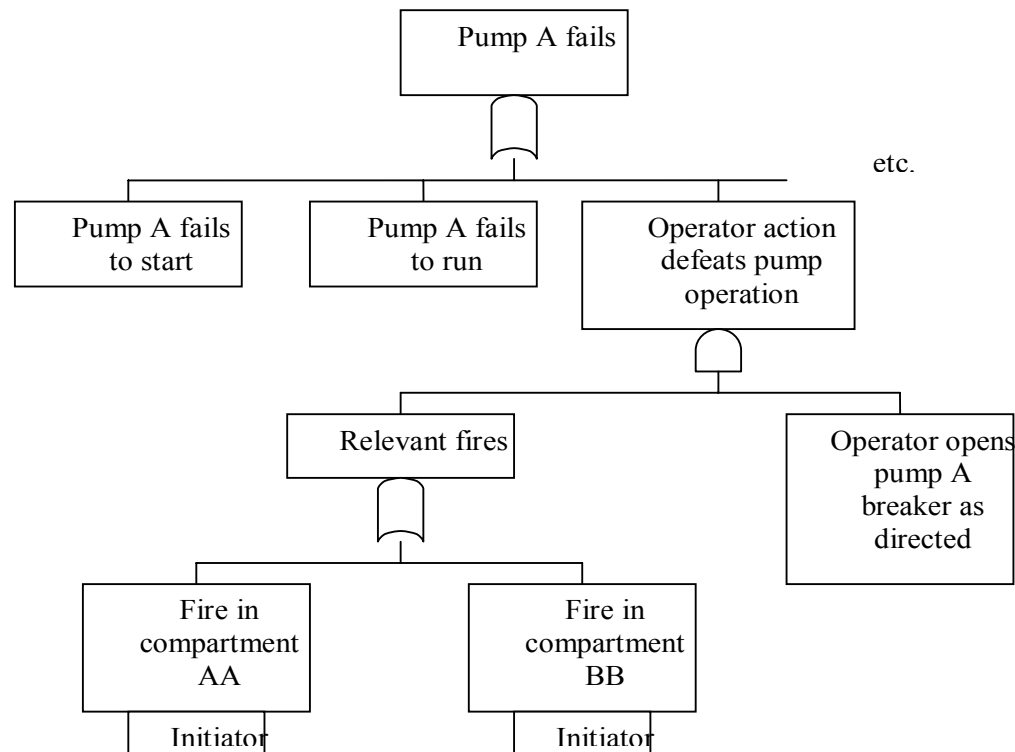 Pump A fails
etc.
Pump A fails
to start
Pump A fails
to run
Operator action
defeats pump
operation
Relevant fires
Operator opens
pump A
breaker as
directed
Fire in
compartment
AA
Fire in
compartment
BB
Initiator
Initiator